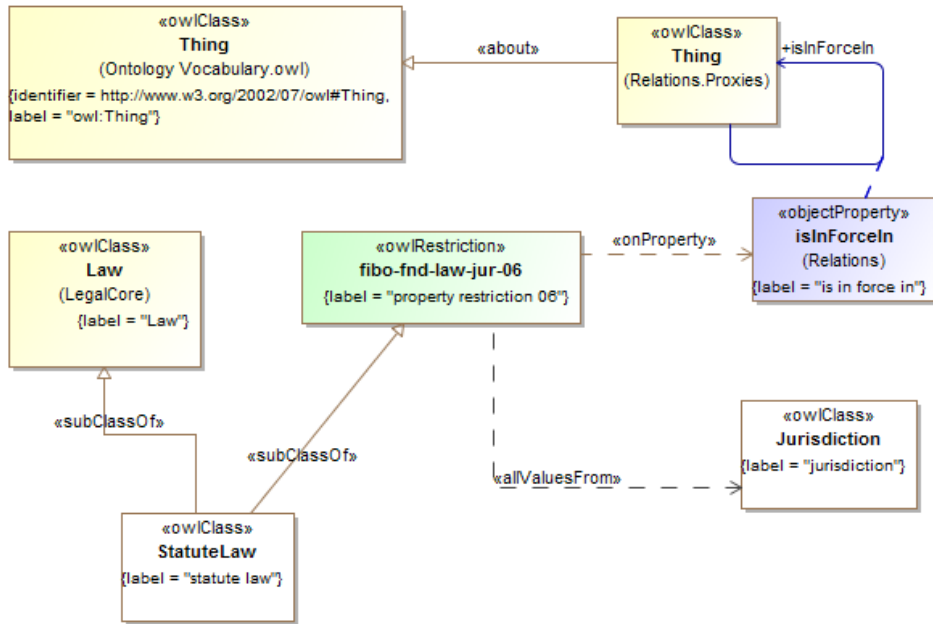 «owlClass»
Thing
(Ontology Vocabulary.owl)
{identifier = http://www.w3.org/2002/07/owl#Thing,
label = "owl:Thing"}
«about»
«owlClass»
Thing
(Relations.Proxies)
+isInForceIn
«owlClass»
Law
(LegalCore)
{label = "Law"}
«owlRestriction»
fibo-fnd-law-jur-06
{label = "property restriction 06"}
«onProperty»
«objectProperty»
isInForceIn
(Relations)
{label = "is in force in"}
«subClassOf»
«subClassOf»
«allValuesFrom»
«owlClass»
Jurisdiction
{label = "jurisdiction"}
«owlClass»
StatuteLaw
{label = "statute law"}